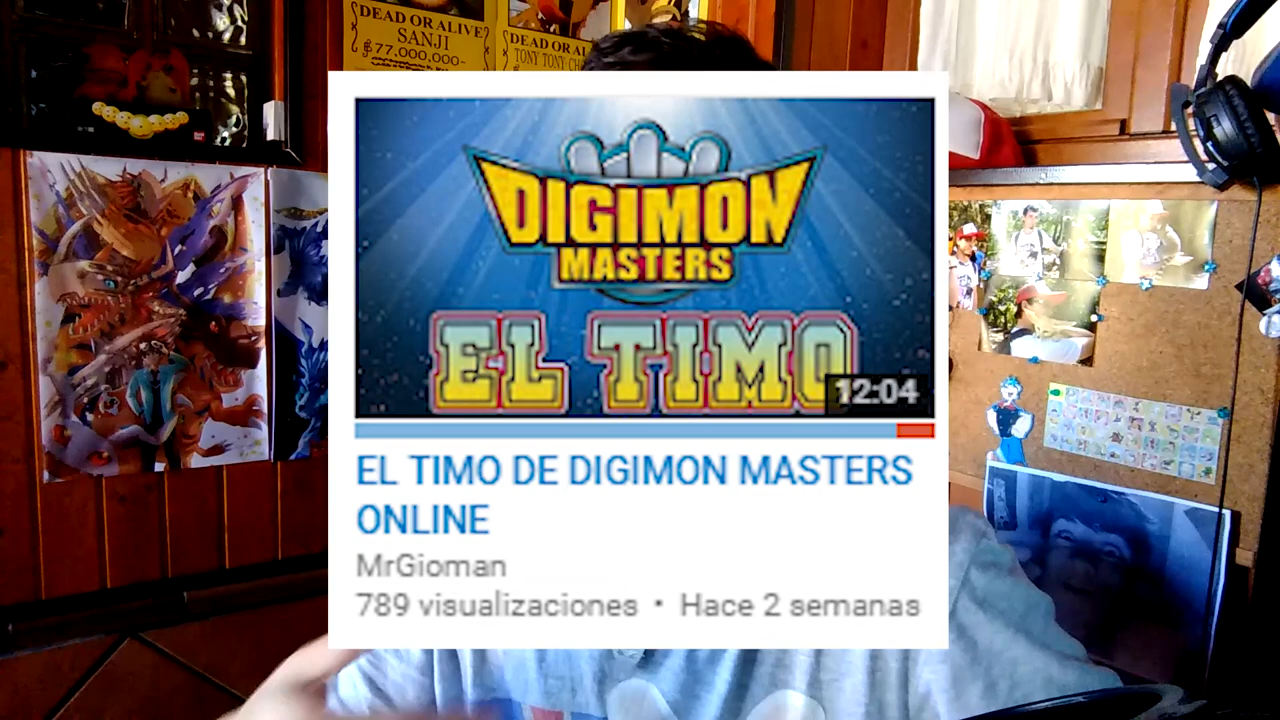 DEAD OR ALIVE
SANJI
฿77,000,000-
DEAD OR AL
TONY TONY CH
DIGIMON
MASTERS
EL TIMO
12:04
EL TIMO DE DIGIMON MASTERS
ONLINE
MrGioman
789 visualizaciones • Hace 2 semanas